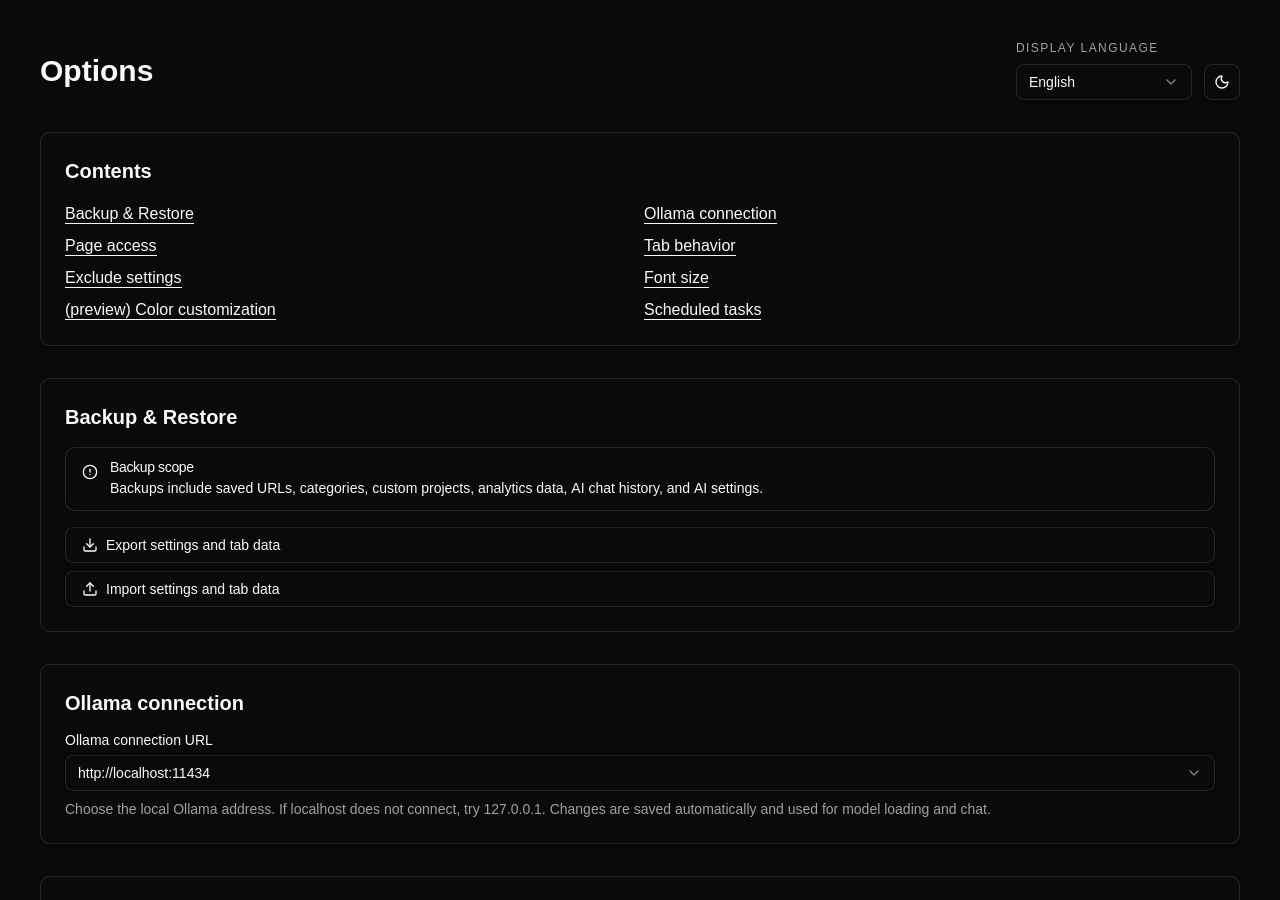 Options
DISPLAY LANGUAGE
English
Contents
Backup & Restore
Ollama connection
Page access
Tab behavior
Exclude settings
Font size
(preview) Color customization
Scheduled tasks
Backup & Restore
Backup scope
Backups include saved URLs, categories, custom projects, analytics data, AI chat history, and AI settings.
Export settings and tab data
Import settings and tab data
Ollama connection
Ollama connection URL
http://localhost:11434
Choose the local Ollama address. If localhost does not connect, try 127.0.0.1. Changes are saved automatically and used for model loading and chat.